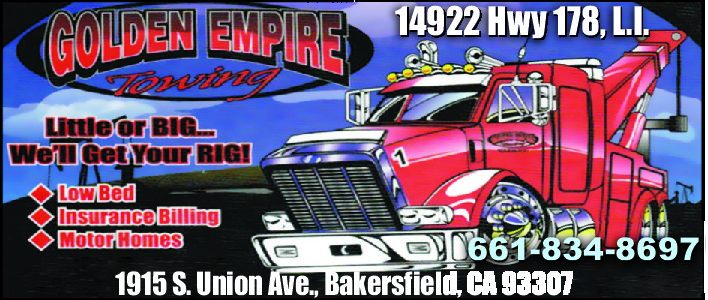 GOLDEN EMPIRE
Towing
14922 Hwy 178, L.I.
Little or BIG...
We'll Get Your RIG!
Low Bed
Insurance Billing
Motor Homes
1
661-834-8697
1915 S. Union Ave., Bakersfield, CA 93307